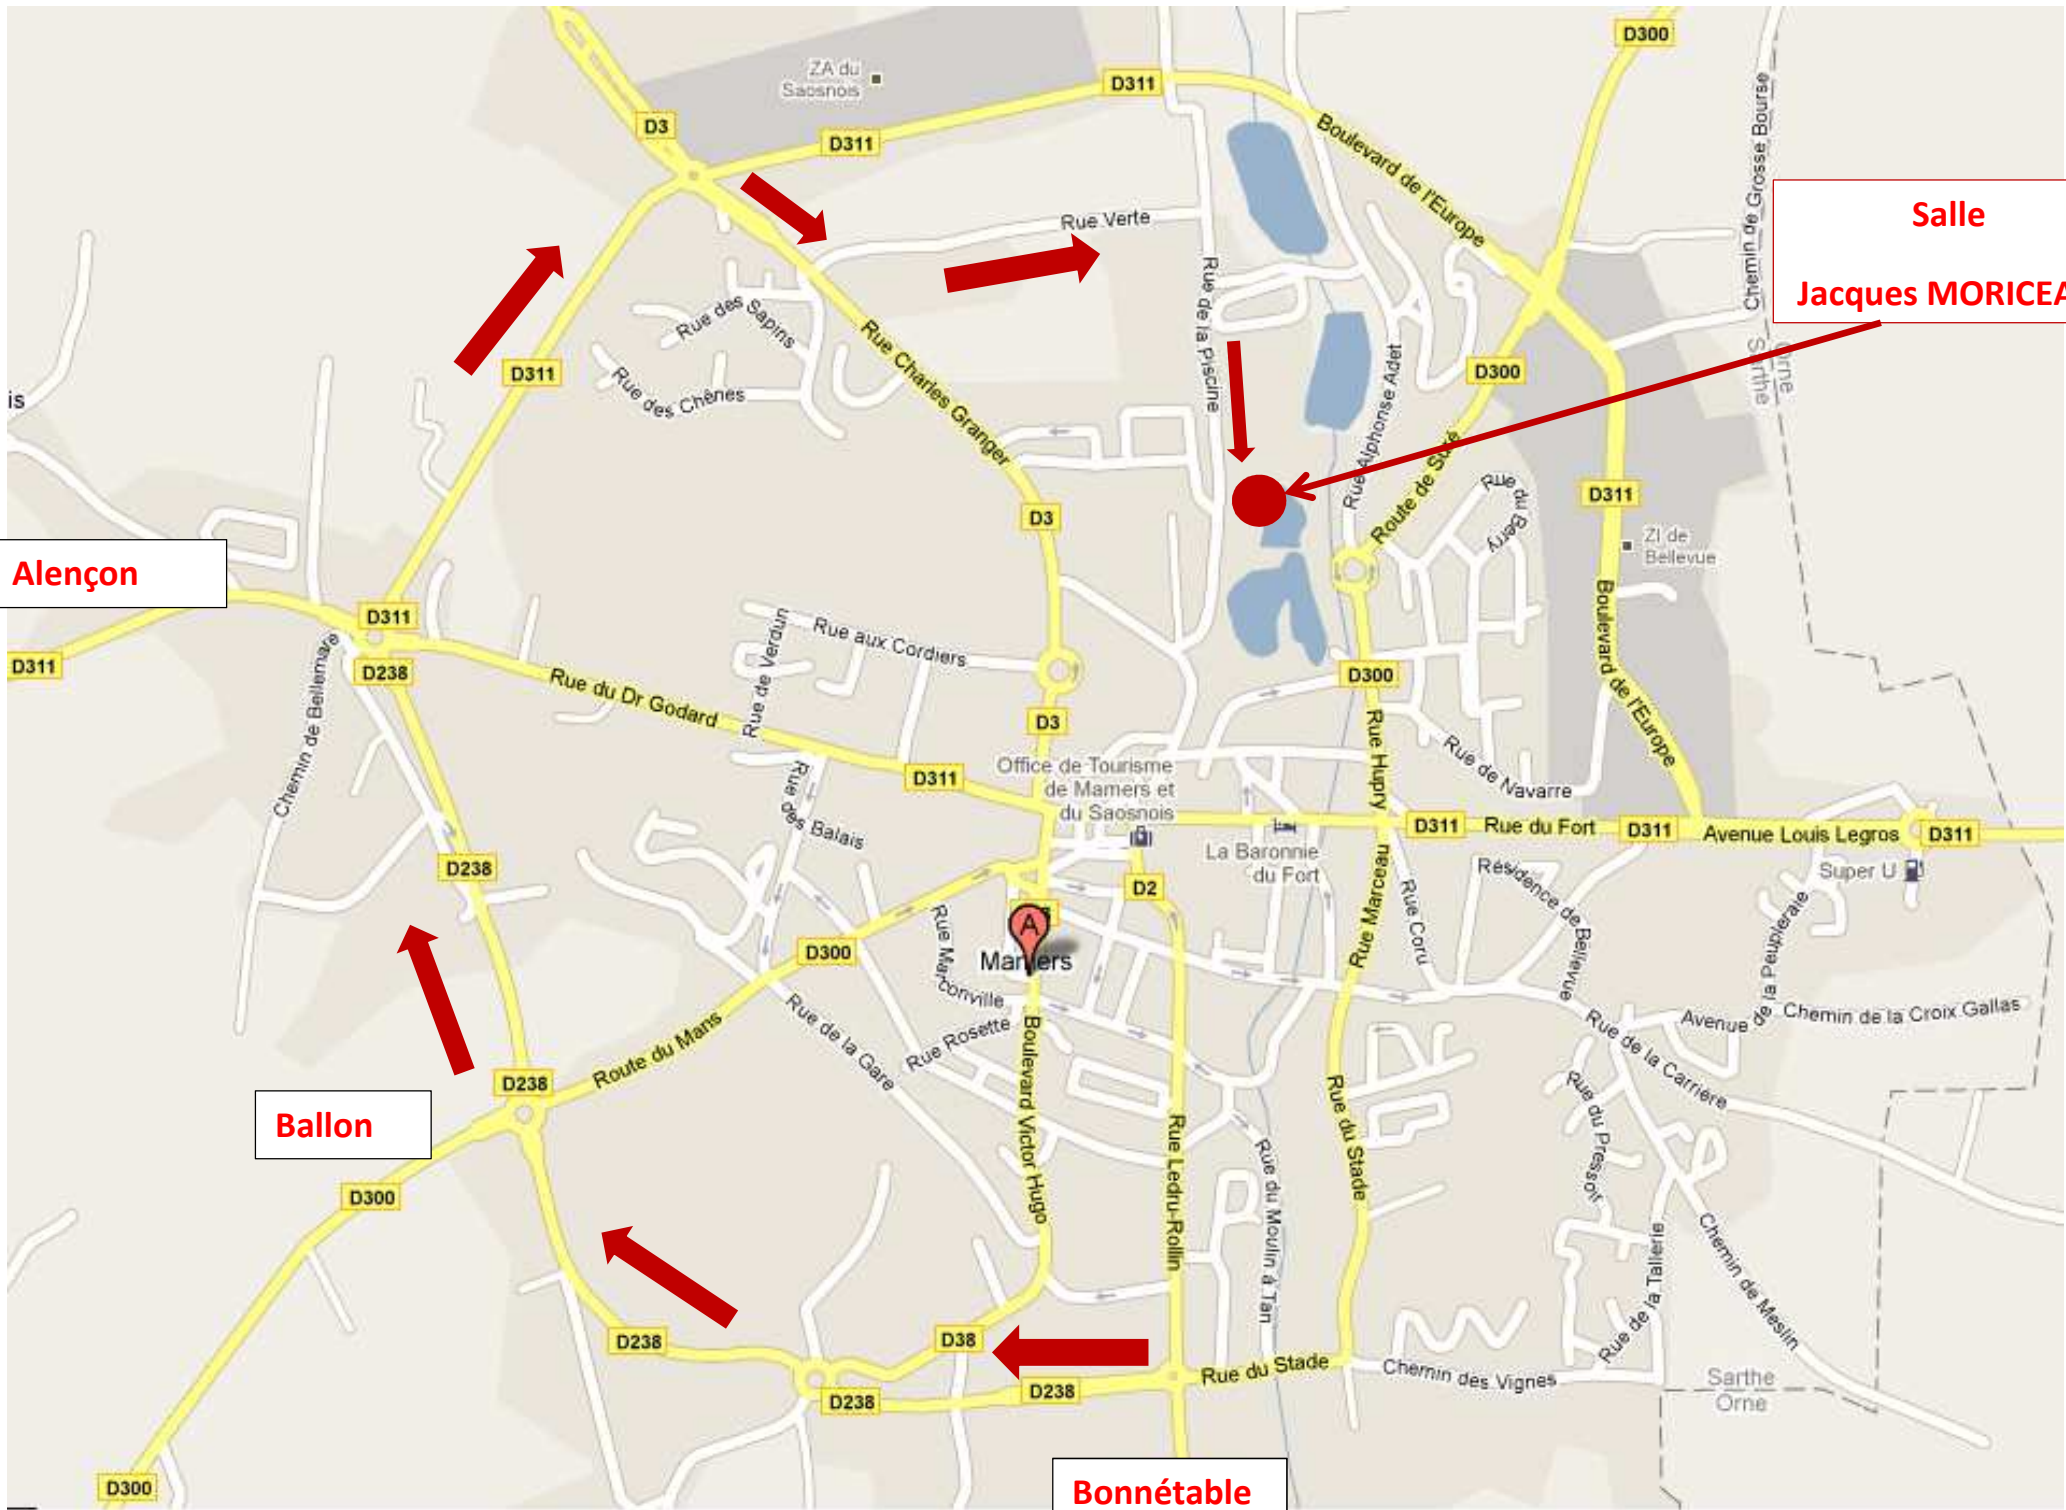 D300
ZA du
Saosnois
D311
D3
D311
Boulevard de l'Europe
Chemin de Grosse Bourse
Salle
Jacques MORICEA
Rue Verte
Rue de la Piscine
Rue des Sapins
Rue Charles Granger
Rue des Chênes
D311
Rue Alphonse Adet
D300
Orne
Sarthe
is
Route de Suré
Rue du Berry
D3
D311
ZI de
Bellevue
Alençon
D311
Boulevard de l'Europe
Rue de Verdun
Rue aux Cordiers
Chemin de Bellemare
D311
D238
Rue du Dr Godard
D300
D3
Rue Hupry
Rue de Navarre
Office de Tourisme
de Mamers et
du Saosnois
D311
Rue des Balais
D311
Rue du Fort
D311
Avenue Louis Legros
D311
La Baronnie
du Fort
D238
D2
Super U
Résidence de Bellevue
Rue Marceau
Rue Coru
Avenue de la Peupleraie
A
Mamers
D300
Rue Marconville
Chemin de la Croix Gallas
Rue de la Gare
Rue Rosette
Route du Mans
Rue de la Carrière
D238
Boulevard Victor Hugo
Rue Ledru-Rollin
Rue du Stade
Rue du Pressoir
Ballon
D300
Rue du Moulin à Tan
Rue de la Tallerie
Chemin de Meslin
D238
D38
Rue du Stade
Chemin des Vignes
Sarthe
Orne
D238
D238
D300
Bonnétable